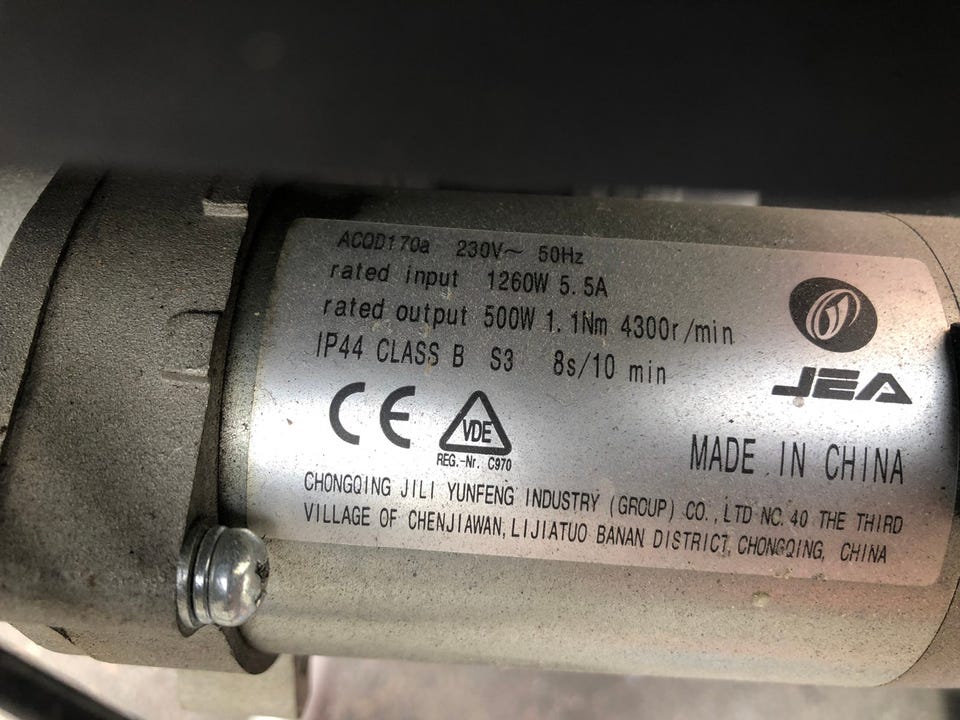 ACQD170a 230V~ 50Hz
rated input 1260W 5.5A
rated output 500W 1.1Nm 4300r/min
IP44 CLASS B S3 8s/10 min
JEA
CE VDE
REG.-Nr. C970
MADE IN CHINA
CHONGQING JILI YUNFENG INDUSTRY (GROUP) CO., LTD NO. 40 THE THIRD
VILLAGE OF CHENJIAWAN, LIJIATUO BANAN DISTRICT, CHONGQING, CHINA